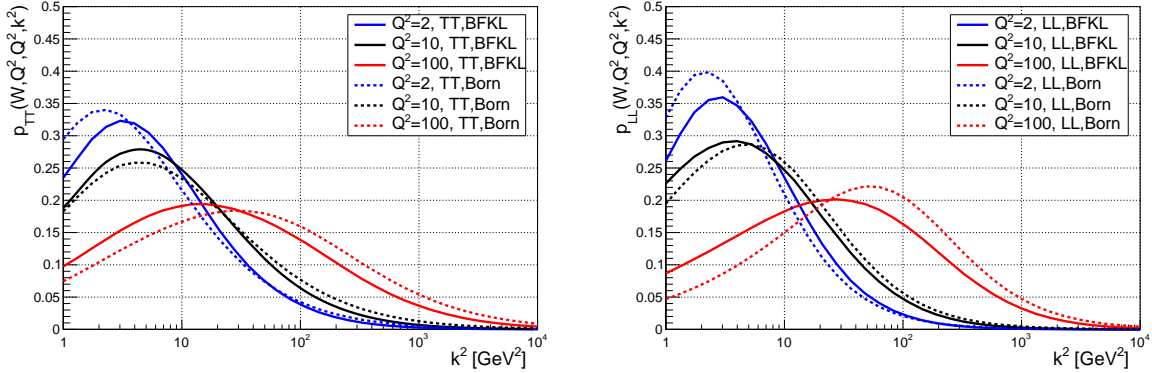 p_TT(W,Q²,Q²,k²)
0.5
0.45
0.4
0.35
0.3
0.25
0.2
0.15
0.1
0.05
0
Q²=2, TT,BFKL
Q²=10, TT,BFKL
Q²=100, TT,BFKL
Q²=2, TT,Born
Q²=10, TT,Born
Q²=100, TT,Born
1 10 10² 10³ 10⁴
k² [GeV²]
p_LL(W,Q²,Q²,k²)
0.5
0.45
0.4
0.35
0.3
0.25
0.2
0.15
0.1
0.05
0
Q²=2, LL,BFKL
Q²=10, LL,BFKL
Q²=100, LL,BFKL
Q²=2, LL,Born
Q²=10, LL,Born
Q²=100, LL,Born
1 10 10² 10³ 10⁴
k² [GeV²]